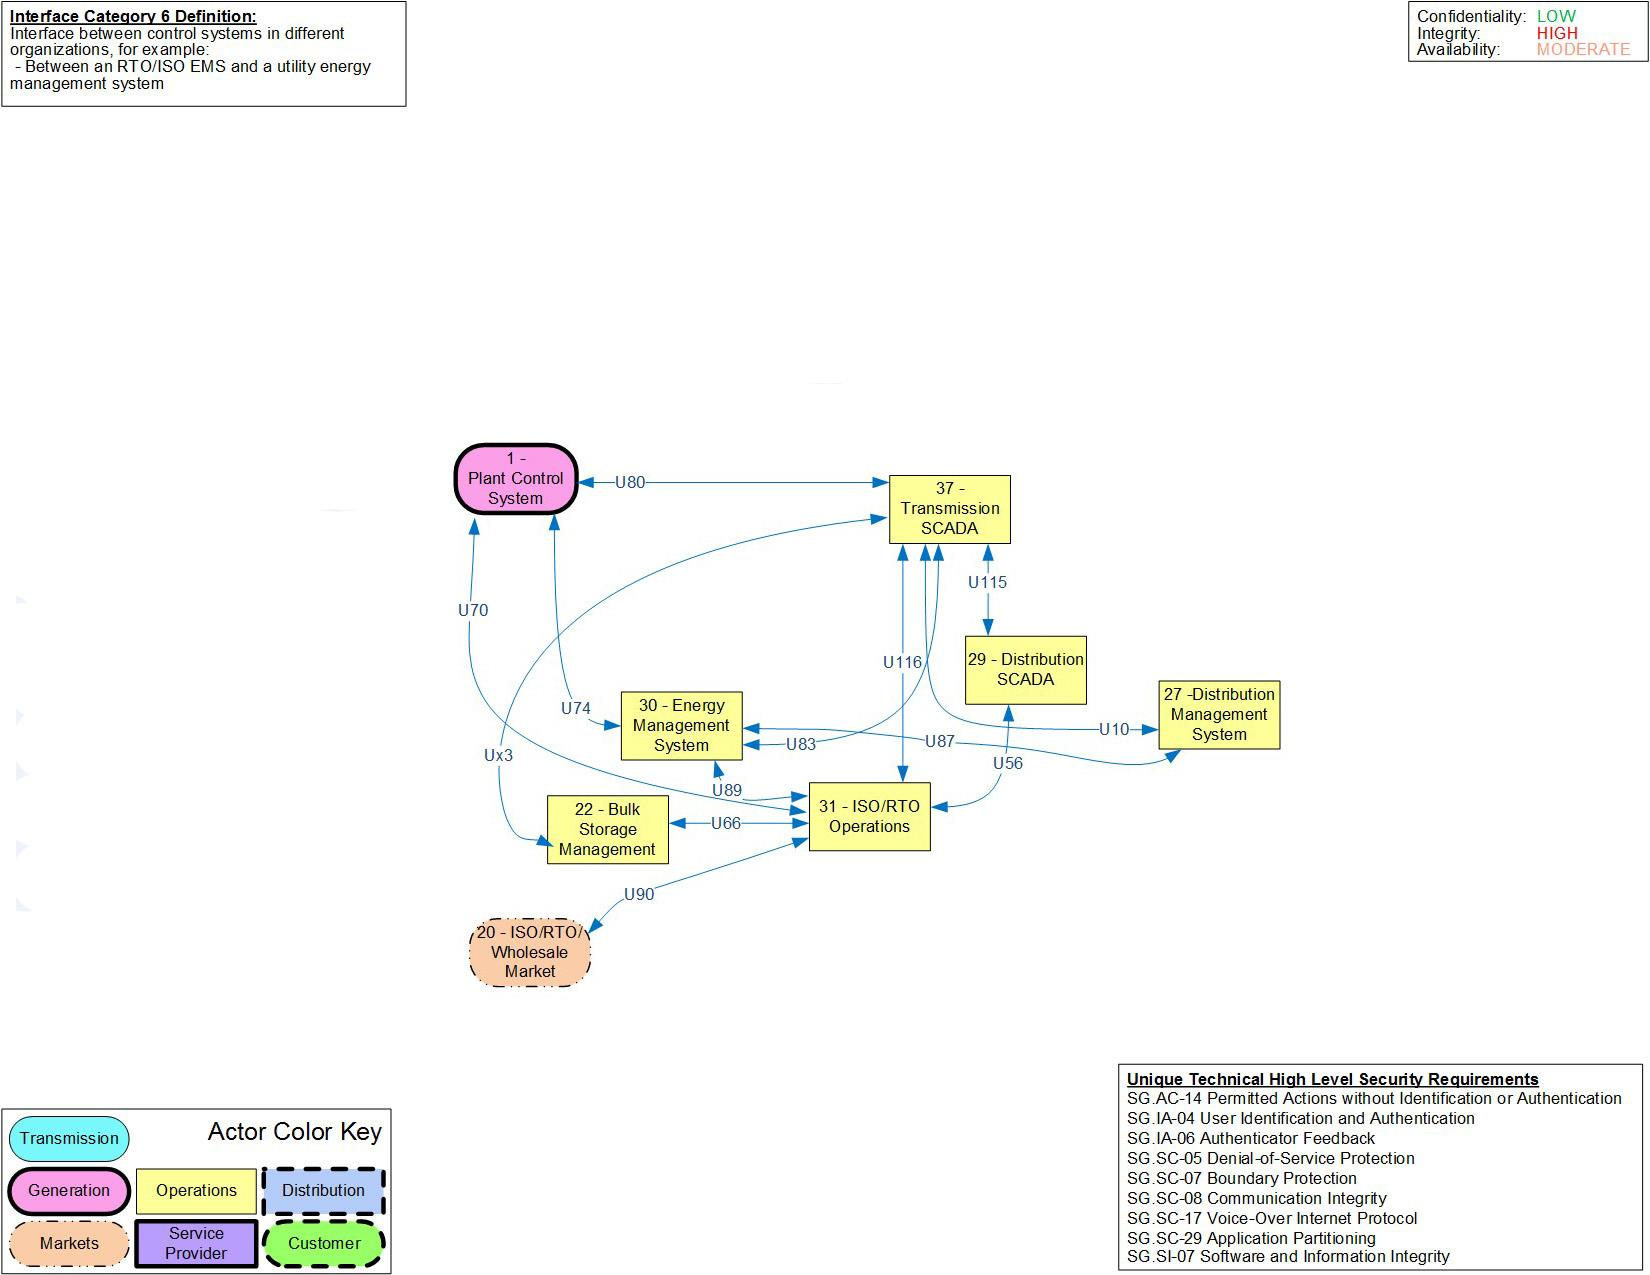 Interface Category 6 Definition:
Interface between control systems in different
organizations, for example:
- Between an RTO/ISO EMS and a utility energy
management system
Confidentiality: LOW
Integrity: HIGH
Availability: MODERATE
1 -
Plant Control
System
U80
37 -
Transmission
SCADA
U115
U70
29 - Distribution
SCADA
U116
27 -Distribution
Management
System
30 - Energy
Management
System
U74
U10
U83
U87
Ux3
U56
U89
22 - Bulk
Storage
Management
U66
31 - ISO/RTO
Operations
U90
20 - ISO/RTO/
Wholesale
Market
Actor Color Key
Transmission
Generation
Operations
Distribution
Markets
Service
Provider
Customer
Unique Technical High Level Security Requirements
SG.AC-14 Permitted Actions without Identification or Authentication
SG.IA-04 User Identification and Authentication
SG.IA-06 Authenticator Feedback
SG.SC-05 Denial-of-Service Protection
SG.SC-07 Boundary Protection
SG.SC-08 Communication Integrity
SG.SC-17 Voice-Over Internet Protocol
SG.SC-29 Application Partitioning
SG.SI-07 Software and Information Integrity